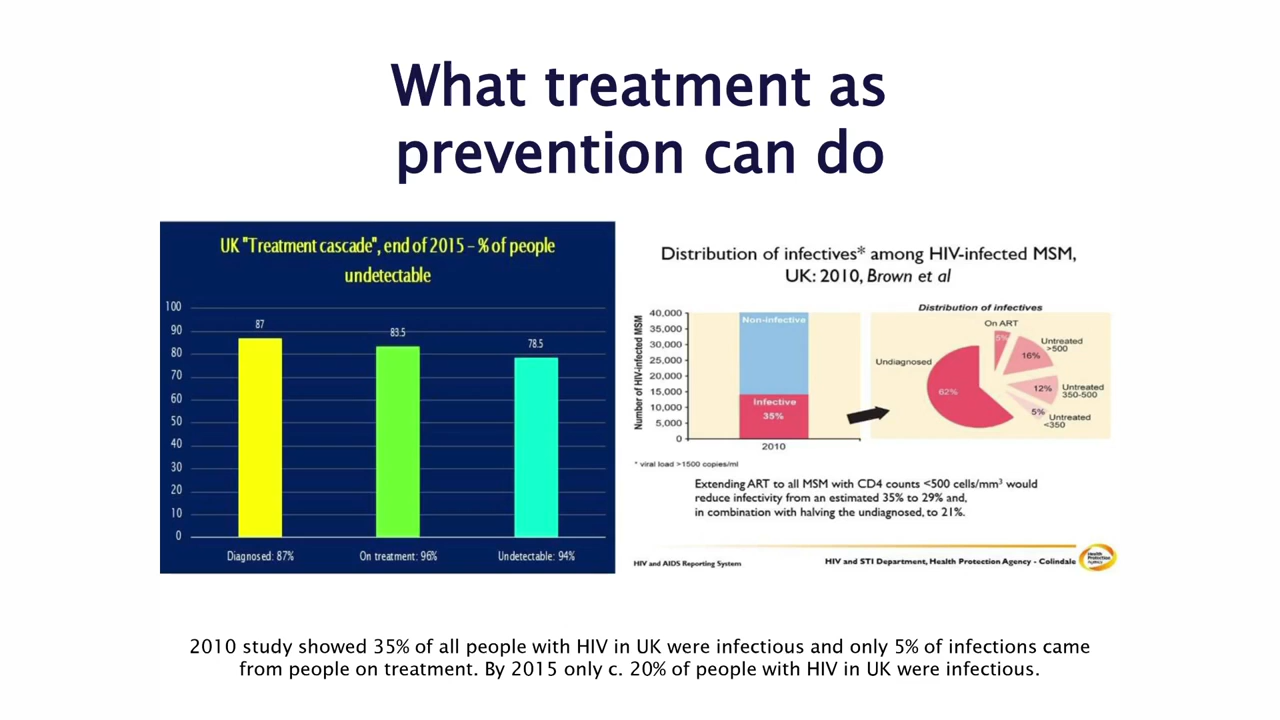 What treatment as
prevention can do
UK "Treatment cascade", end of 2015 – % of people
undetectable
100
90
80
70
60
50
40
30
20
10
0
87
83.5
78.5
Diagnosed: 87%
On treatment: 96%
Undetectable: 94%
Distribution of infectives* among HIV-infected MSM,
UK: 2010, Brown et al
Number of HIV-infected MSM
40,000
35,000
30,000
25,000
20,000
15,000
10,000
5,000
0
Non-infective
Infective
35%
2010
Distribution of infectives
On ART
5%
Untreated
>500
16%
Undiagnosed
62%
12%
Untreated
350-500
5%
Untreated
<350
* viral load >1500 copies/ml
Extending ART to all MSM with CD4 counts <500 cells/mm³ would
reduce infectivity from an estimated 35% to 29% and,
in combination with halving the undiagnosed, to 21%.
HIV and AIDS Reporting System
HIV and STI Department, Health Protection Agency - Colindale
Health
Protection
Agency
2010 study showed 35% of all people with HIV in UK were infectious and only 5% of infections came
from people on treatment. By 2015 only c. 20% of people with HIV in UK were infectious.